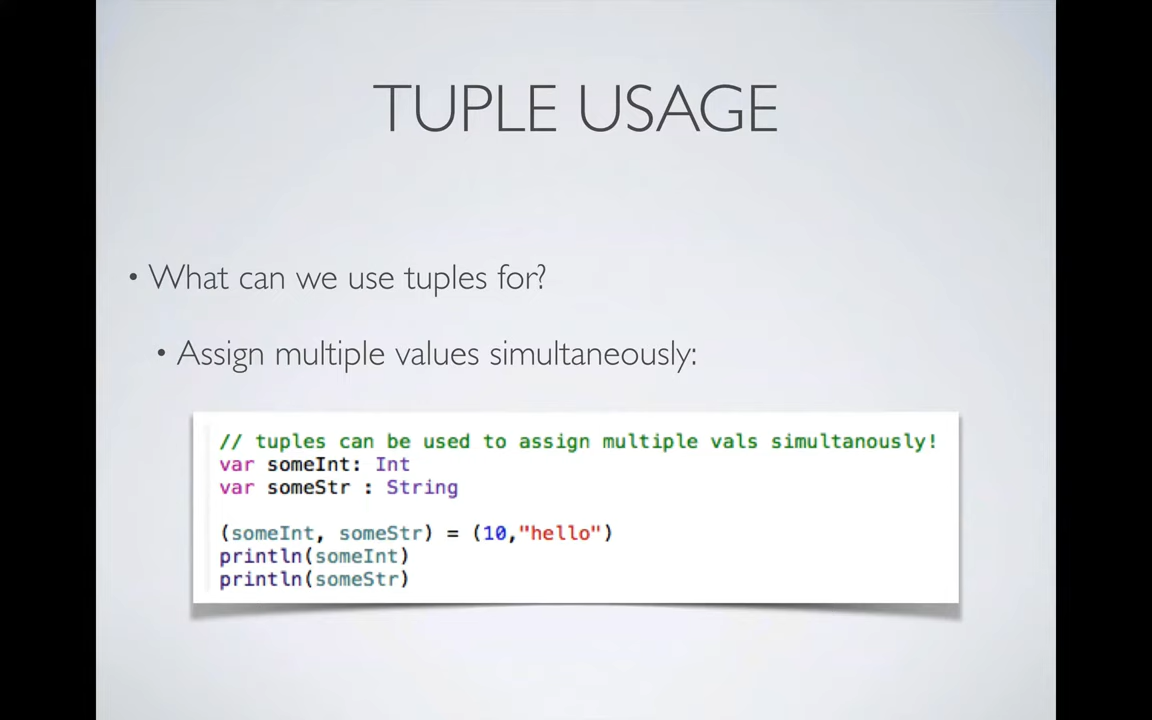 TUPLE USAGE
• What can we use tuples for?
• Assign multiple values simultaneously:
// tuples can be used to assign multiple vals simultanously!
var someInt: Int
var someStr : String
(someInt, someStr) = (10,"hello")
println(someInt)
println(someStr)